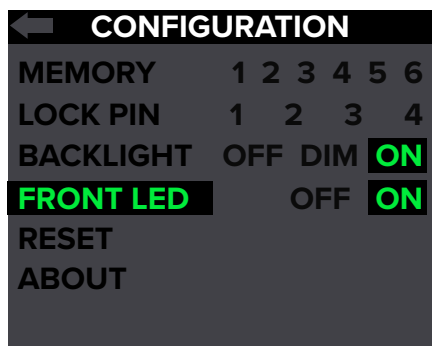 CONFIGURATION
MEMORY 1 2 3 4 5 6
LOCK PIN 1 2 3 4
BACKLIGHT OFF DIM ON
FRONT LED OFF ON
RESET
ABOUT